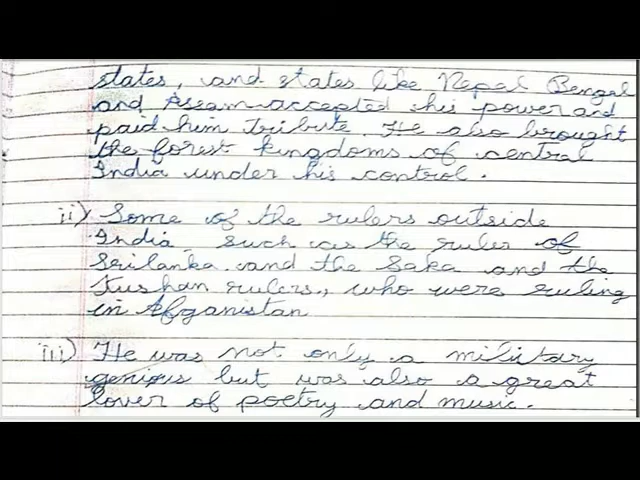 states, and states like Nepal Bengal
and Assam accepted his power and
paid him tribute. He also brought
the forest kingdoms of central
India under his control.
ii) Some of the rulers outside
India, such as the ruler of
Srilanka and the Saka and the
Kushan rulers, who were ruling
in Afganistan
iii) He was not only a military
genious but was also a great
lover of poetry and music.